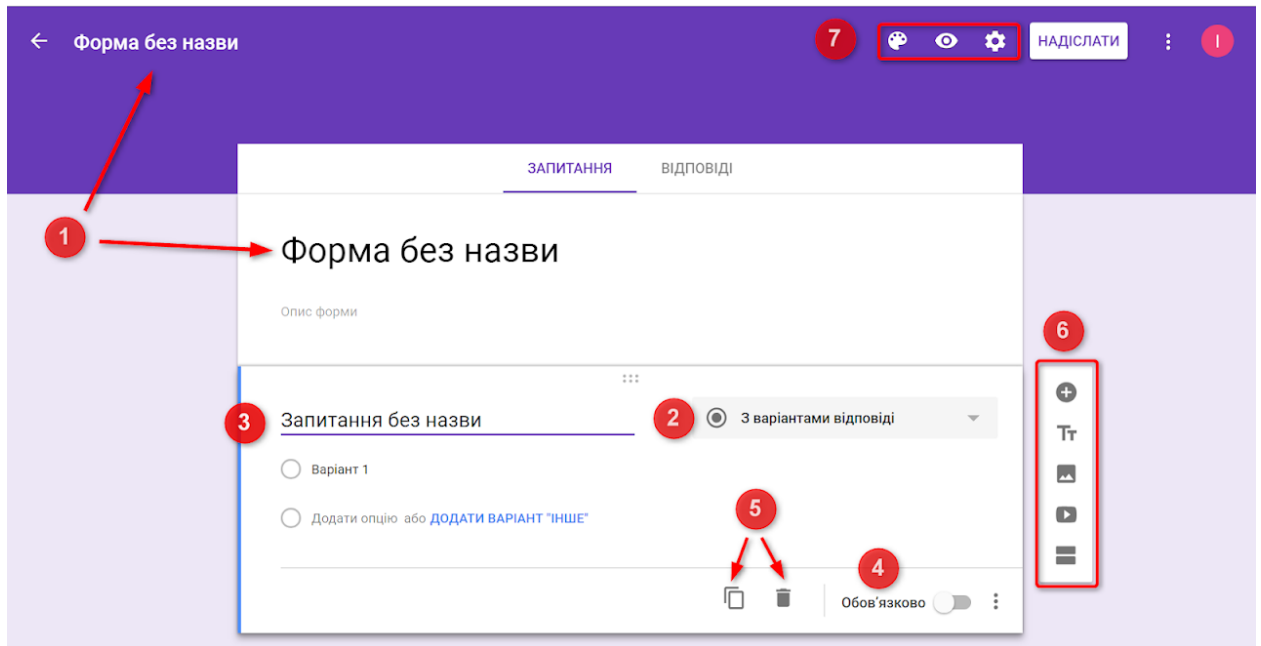 Форма без назви
7
НАДІСЛАТИ
І
ЗАПИТАННЯ ВІДПОВІДІ
1
Форма без назви
Опис форми
6
3
Запитання без назви
2
З варіантами відповіді
Тт
Варіант 1
5
Додати опцію або ДОДАТИ ВАРІАНТ "ІНШЕ"
4
Обов'язково